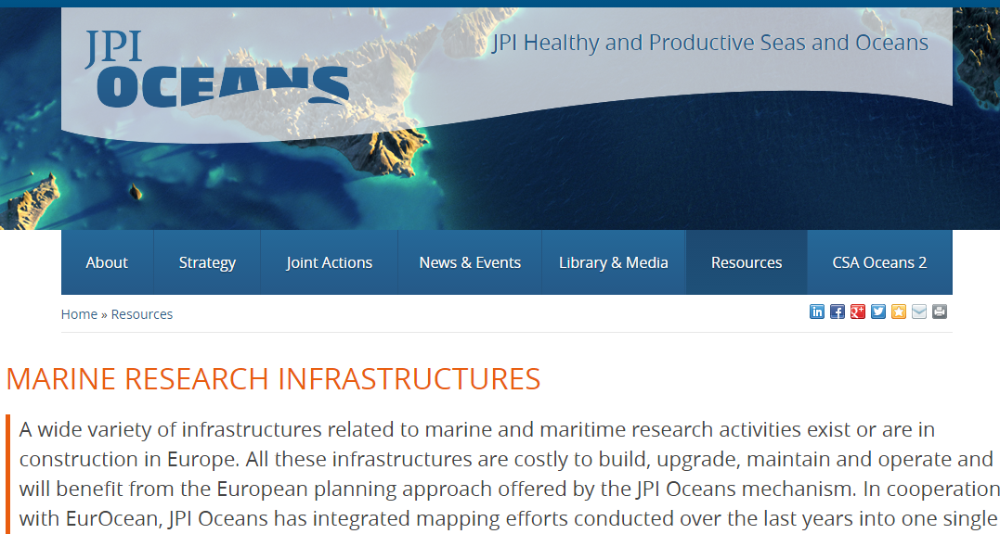 JPI
OCEANS
JPI Healthy and Productive Seas and Oceans
About Strategy Joint Actions News & Events Library & Media Resources CSA Oceans 2
Home » Resources
MARINE RESEARCH INFRASTRUCTURES
A wide variety of infrastructures related to marine and maritime research activities exist or are in
construction in Europe. All these infrastructures are costly to build, upgrade, maintain and operate and
will benefit from the European planning approach offered by the JPI Oceans mechanism. In cooperation
with EurOcean, JPI Oceans has integrated mapping efforts conducted over the last years into one single